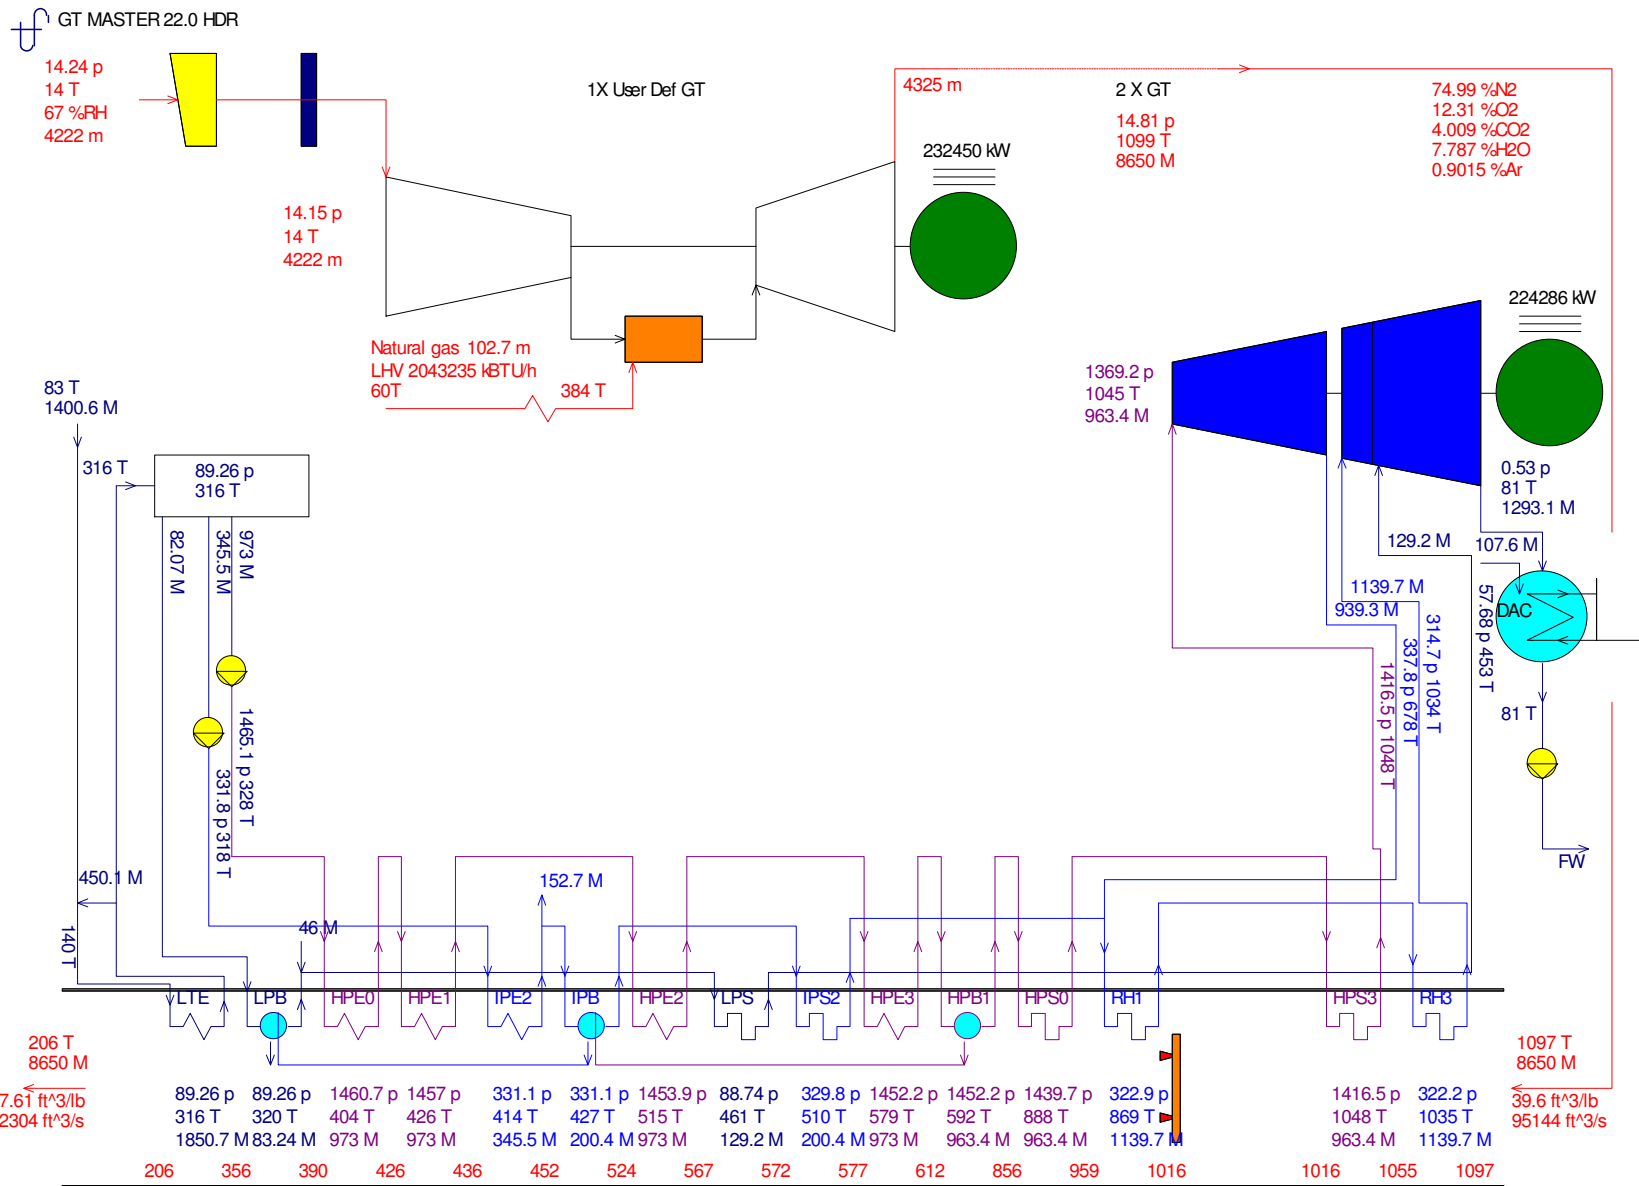 GT MASTER 22.0 HDR
14.24 p
14 T
67 %RH
4222 m
1X User Def GT
4325 m
2 X GT
14.81 p
1099 T
8650 M
74.99 %N2
12.31 %O2
4.009 %CO2
7.787 %H2O
0.9015 %Ar
232450 kW
14.15 p
14 T
4222 m
224286 kW
Natural gas 102.7 m
LHV 2043235 kBTU/h
60T
384 T
1369.2 p
1045 T
963.4 M
83 T
1400.6 M
316 T
89.26 p
316 T
0.53 p
81 T
1293.1 M
82.07 M
345.5 M
973 M
129.2 M
107.6 M
1139.7 M
939.3 M
DAC
57.68 p 453 T
314.7 p 1034 T
337.8 p 678 T
1416.5 p 1048 T
81 T
1465.1 p 328 T
331.8 p 318 T
FW
450.1 M
152.7 M
46 M
140 T
LTE
LPB
HPE0
HPE1
IPE2
IPB
HPE2
LPS
IPS2
HPE3
HPB1
HPS0
RH1
HPS3
RH3
206 T
8650 M
7.61 ft^3/lb
2304 ft^3/s
1097 T
8650 M
39.6 ft^3/lb
95144 ft^3/s
89.26 p 89.26 p 1460.7 p 1457 p 331.1 p 331.1 p 1453.9 p 88.74 p 329.8 p 1452.2 p 1452.2 p 1439.7 p 322.9 p 1416.5 p 322.2 p
316 T 320 T 404 T 426 T 414 T 427 T 515 T 461 T 510 T 579 T 592 T 888 T 869 T 1048 T 1035 T
1850.7 M 83.24 M 973 M 973 M 345.5 M 200.4 M 973 M 129.2 M 200.4 M 973 M 963.4 M 963.4 M 1139.7 M 963.4 M 1139.7 M
206 356 390 426 436 452 524 567 572 577 612 856 959 1016 1016 1055 1097